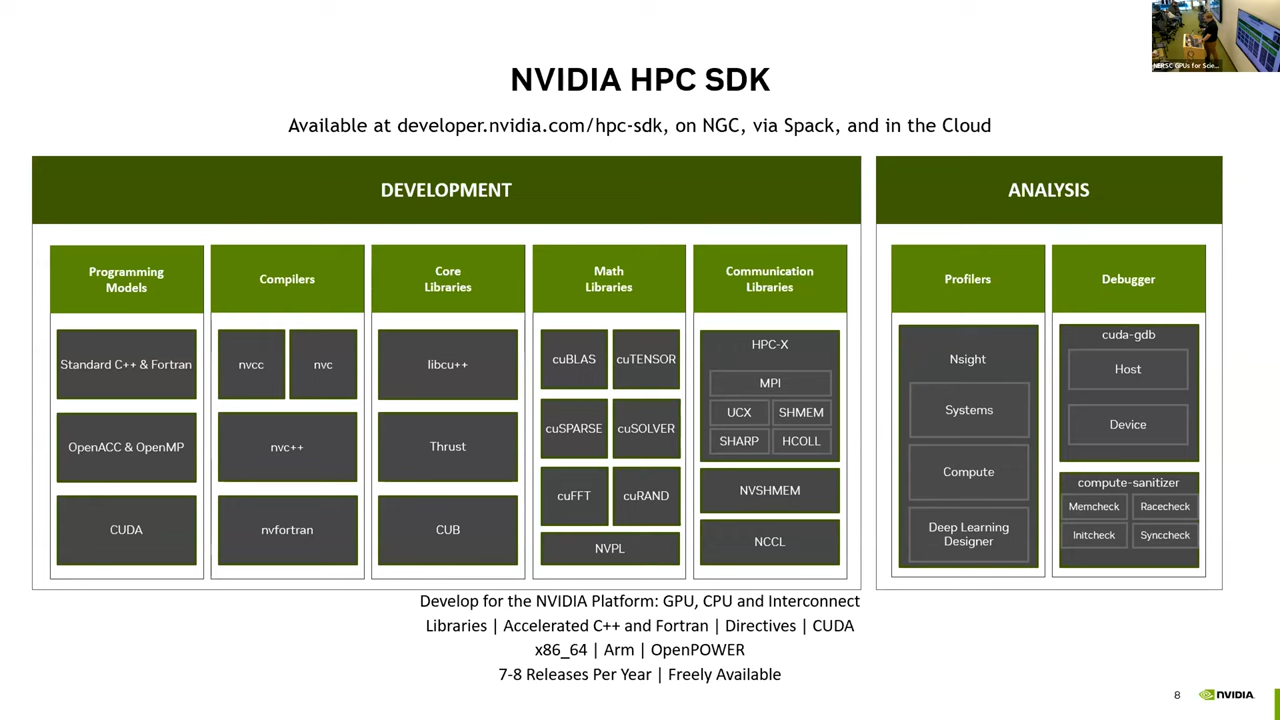 NVIDIA HPC SDK
Available at developer.nvidia.com/hpc-sdk, on NGC, via Spack, and in the Cloud
DEVELOPMENT
Programming
Models
Standard C++ & Fortran
OpenACC & OpenMP
CUDA
Compilers
nvcc
nvc
nvc++
nvfortran
Core
Libraries
libcu++
Thrust
CUB
Math
Libraries
cuBLAS
cuTENSOR
cuSPARSE
cuSOLVER
cuFFT
cuRAND
NVPL
Communication
Libraries
HPC-X
MPI
UCX
SHMEM
SHARP
HCOLL
NVSHMEM
NCCL
ANALYSIS
Profilers
Nsight
Systems
Compute
Deep Learning
Designer
Debugger
cuda-gdb
Host
Device
compute-sanitizer
Memcheck
Racecheck
Initcheck
Synccheck
Develop for the NVIDIA Platform: GPU, CPU and Interconnect
Libraries | Accelerated C++ and Fortran | Directives | CUDA
x86_64 | Arm | OpenPOWER
7-8 Releases Per Year | Freely Available
8
NVIDIA.
NERSC GPUs for Scie...